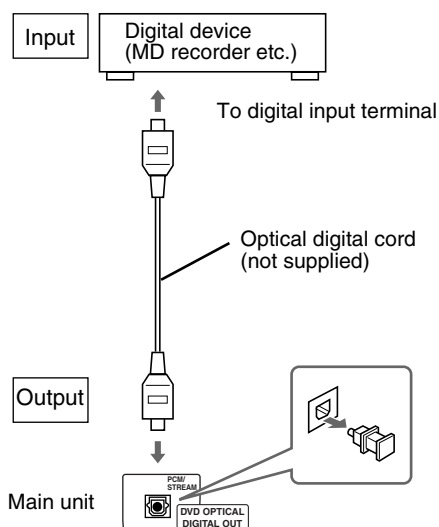 Input
Digital device
(MD recorder etc.)
To digital input terminal
Optical digital cord
(not supplied)
Output
Main unit
PCM/
STREAM
DVD OPTICAL
DIGITAL OUT